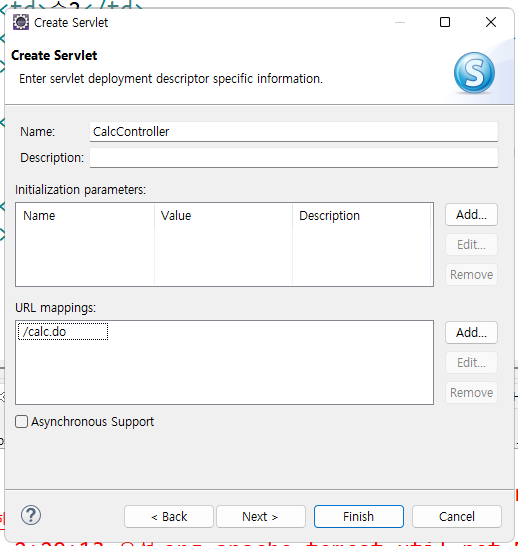 Create Servlet
Create Servlet
Enter servlet deployment descriptor specific information.
S
Name: CalcController
Description:
Initialization parameters:
Name Value Description
Add...
Edit...
Remove
URL mappings:
/calc.do
Add...
Edit...
Remove
Asynchronous Support
? < Back Next > Finish Cancel